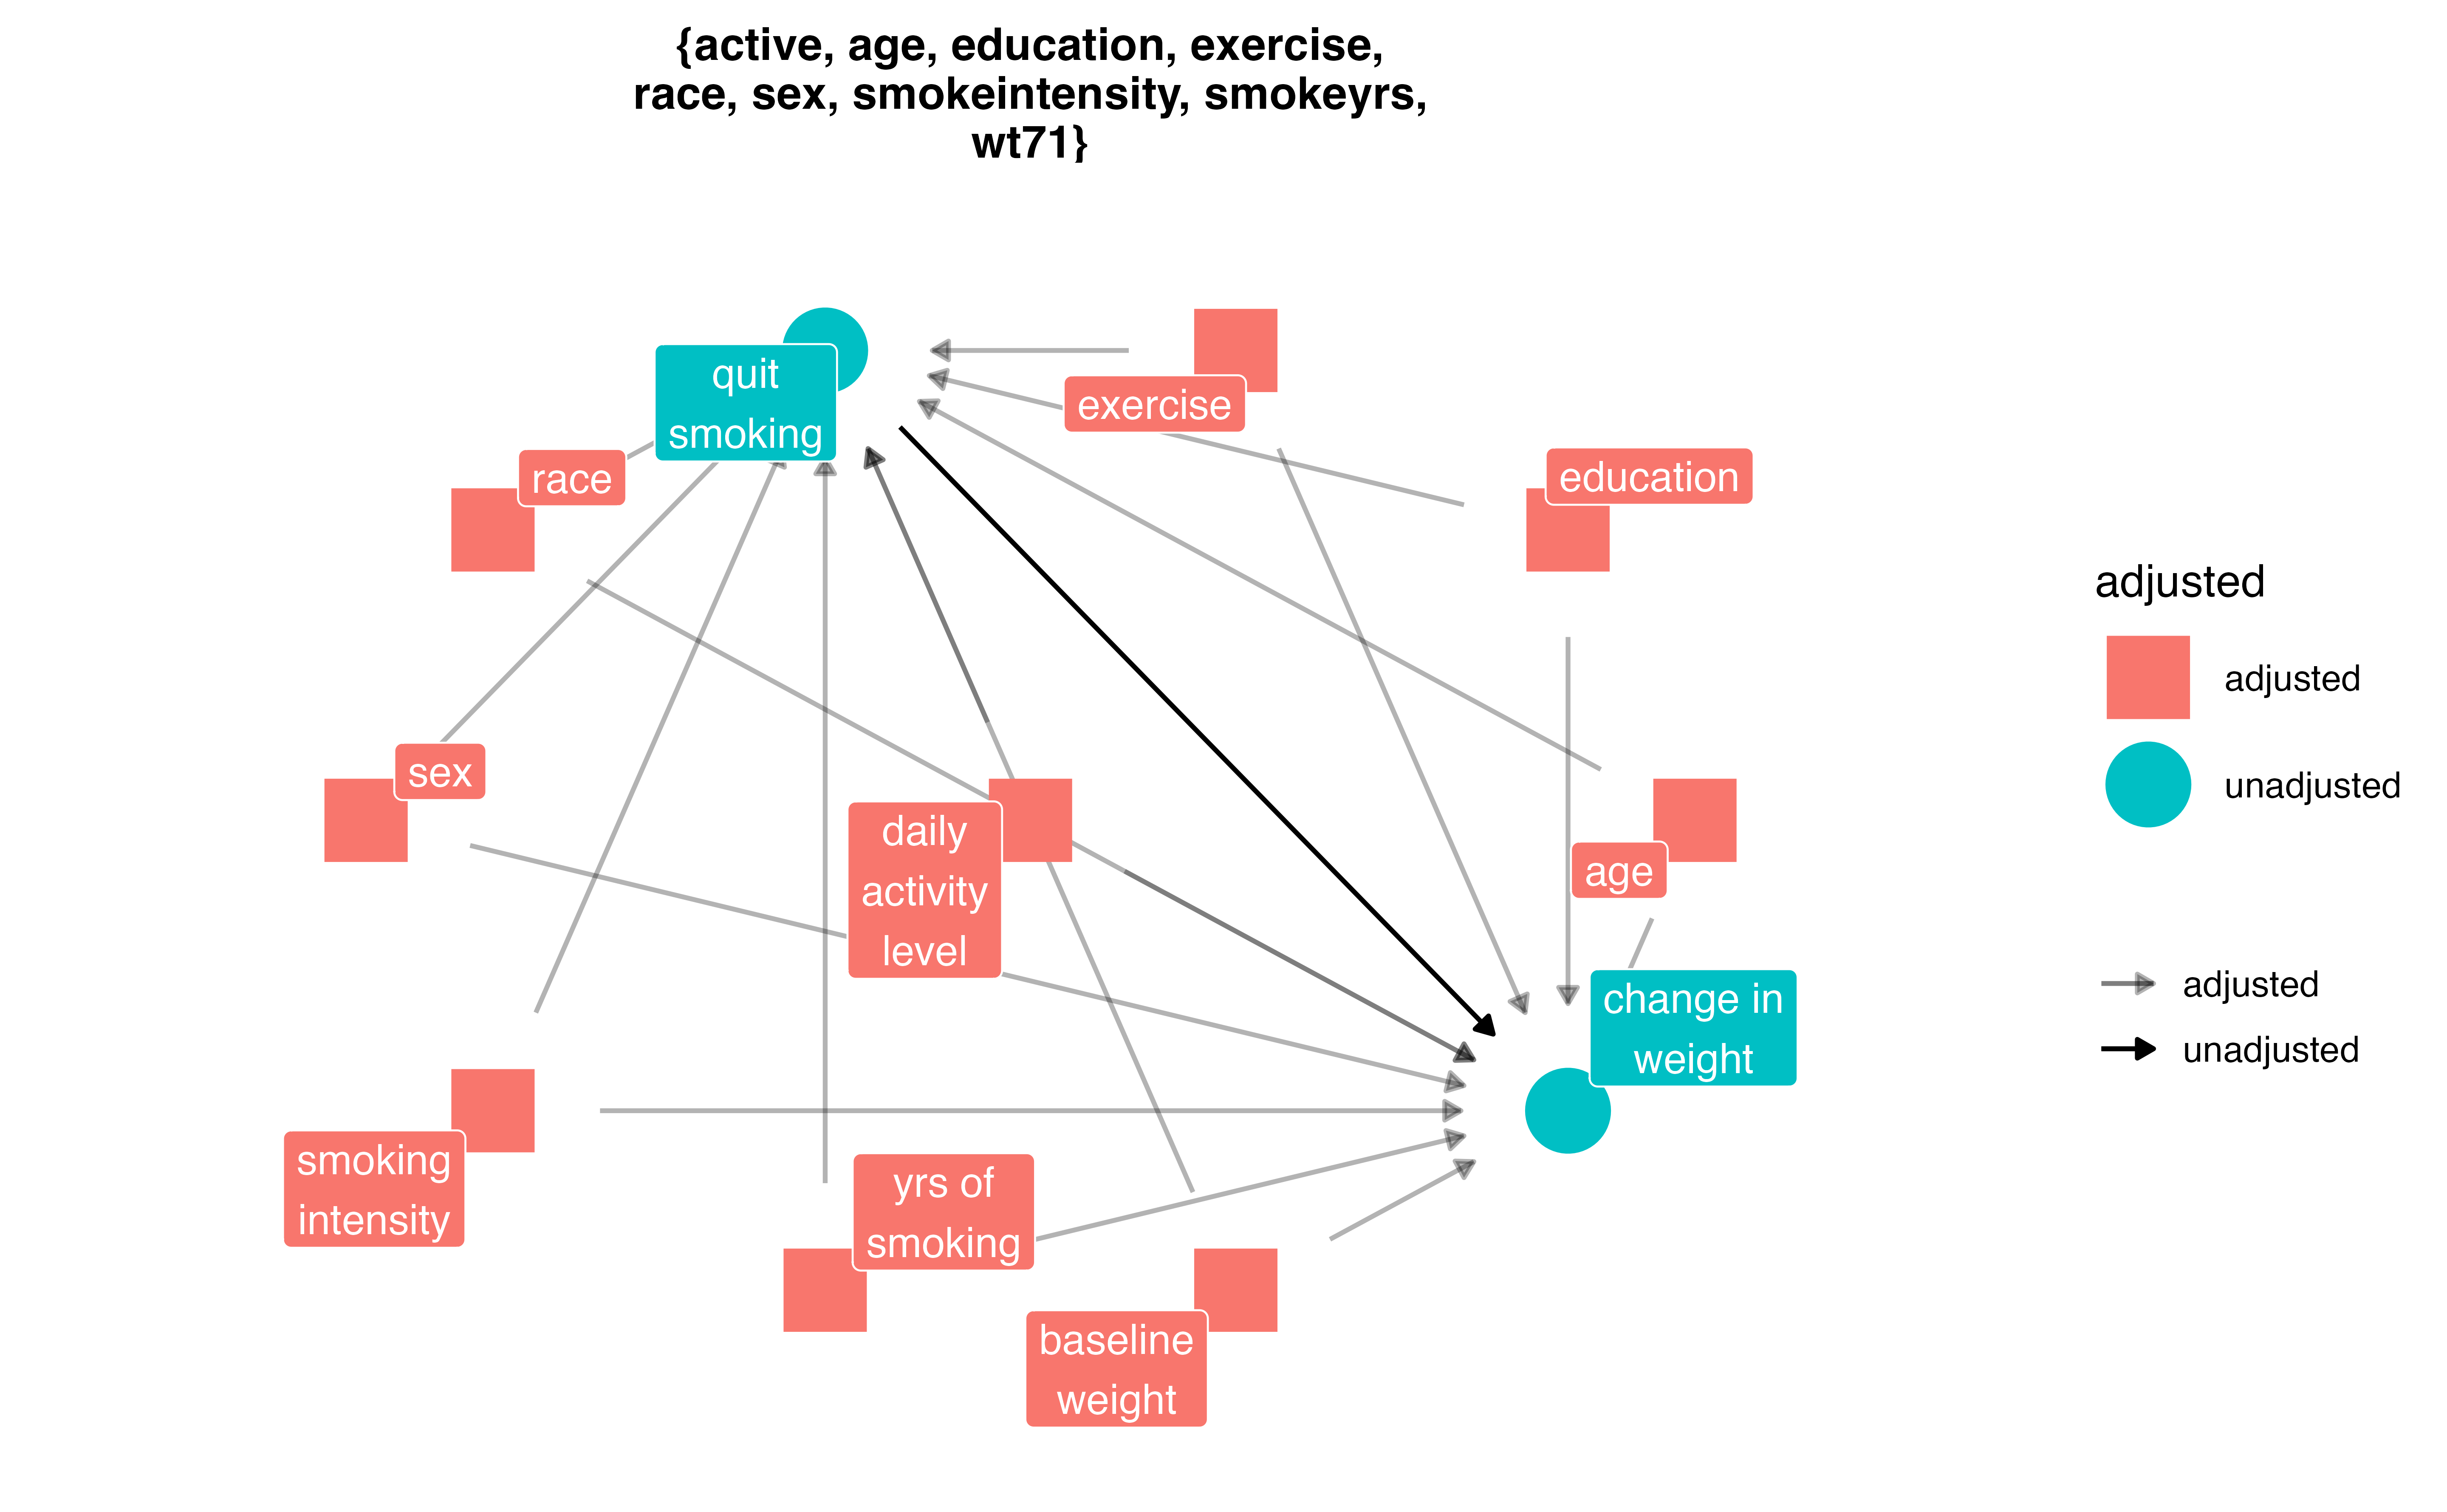 {active, age, education, exercise,
race, sex, smokeintensity, smokeyrs,
wt71}
quit
smoking
exercise
race
education
sex
daily
activity
level
age
change in
weight
smoking
intensity
yrs of
smoking
baseline
weight
adjusted
adjusted
unadjusted
adjusted
unadjusted